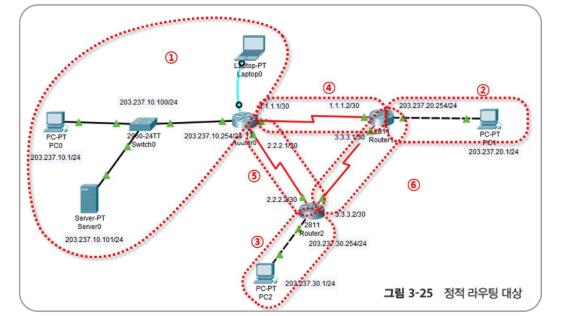 ①
Laptop-PT
Laptop0
④
②
203.237.10.100/24
1.1.1.1/30
1.1.1.2/30
203.237.20.254/24
PC-PT
PC0
2960-24TT
Switch0
203.237.10.254/24
Router0
2811
Router1
PC-PT
PC1
203.237.10.1/24
2.2.2.1/30
3.3.3.1/30
203.237.20.1/24
⑤
⑥
Server-PT
Server0
203.237.10.101/24
2.2.2.2/30
3.3.3.2/30
2811
Router2
③
203.237.30.254/24
PC-PT
PC2
203.237.30.1/24
그림 3-25 정적 라우팅 대상